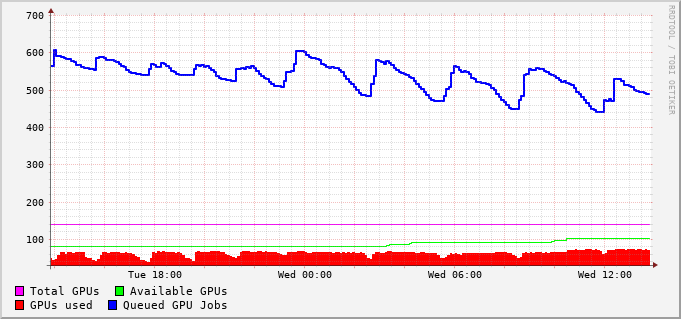 700
600
500
400
300
200
100
Tue 18:00 Wed 00:00 Wed 06:00 Wed 12:00
Total GPUs Available GPUs
GPUs used Queued GPU Jobs
RRDTOOL / TOBI OETIKER